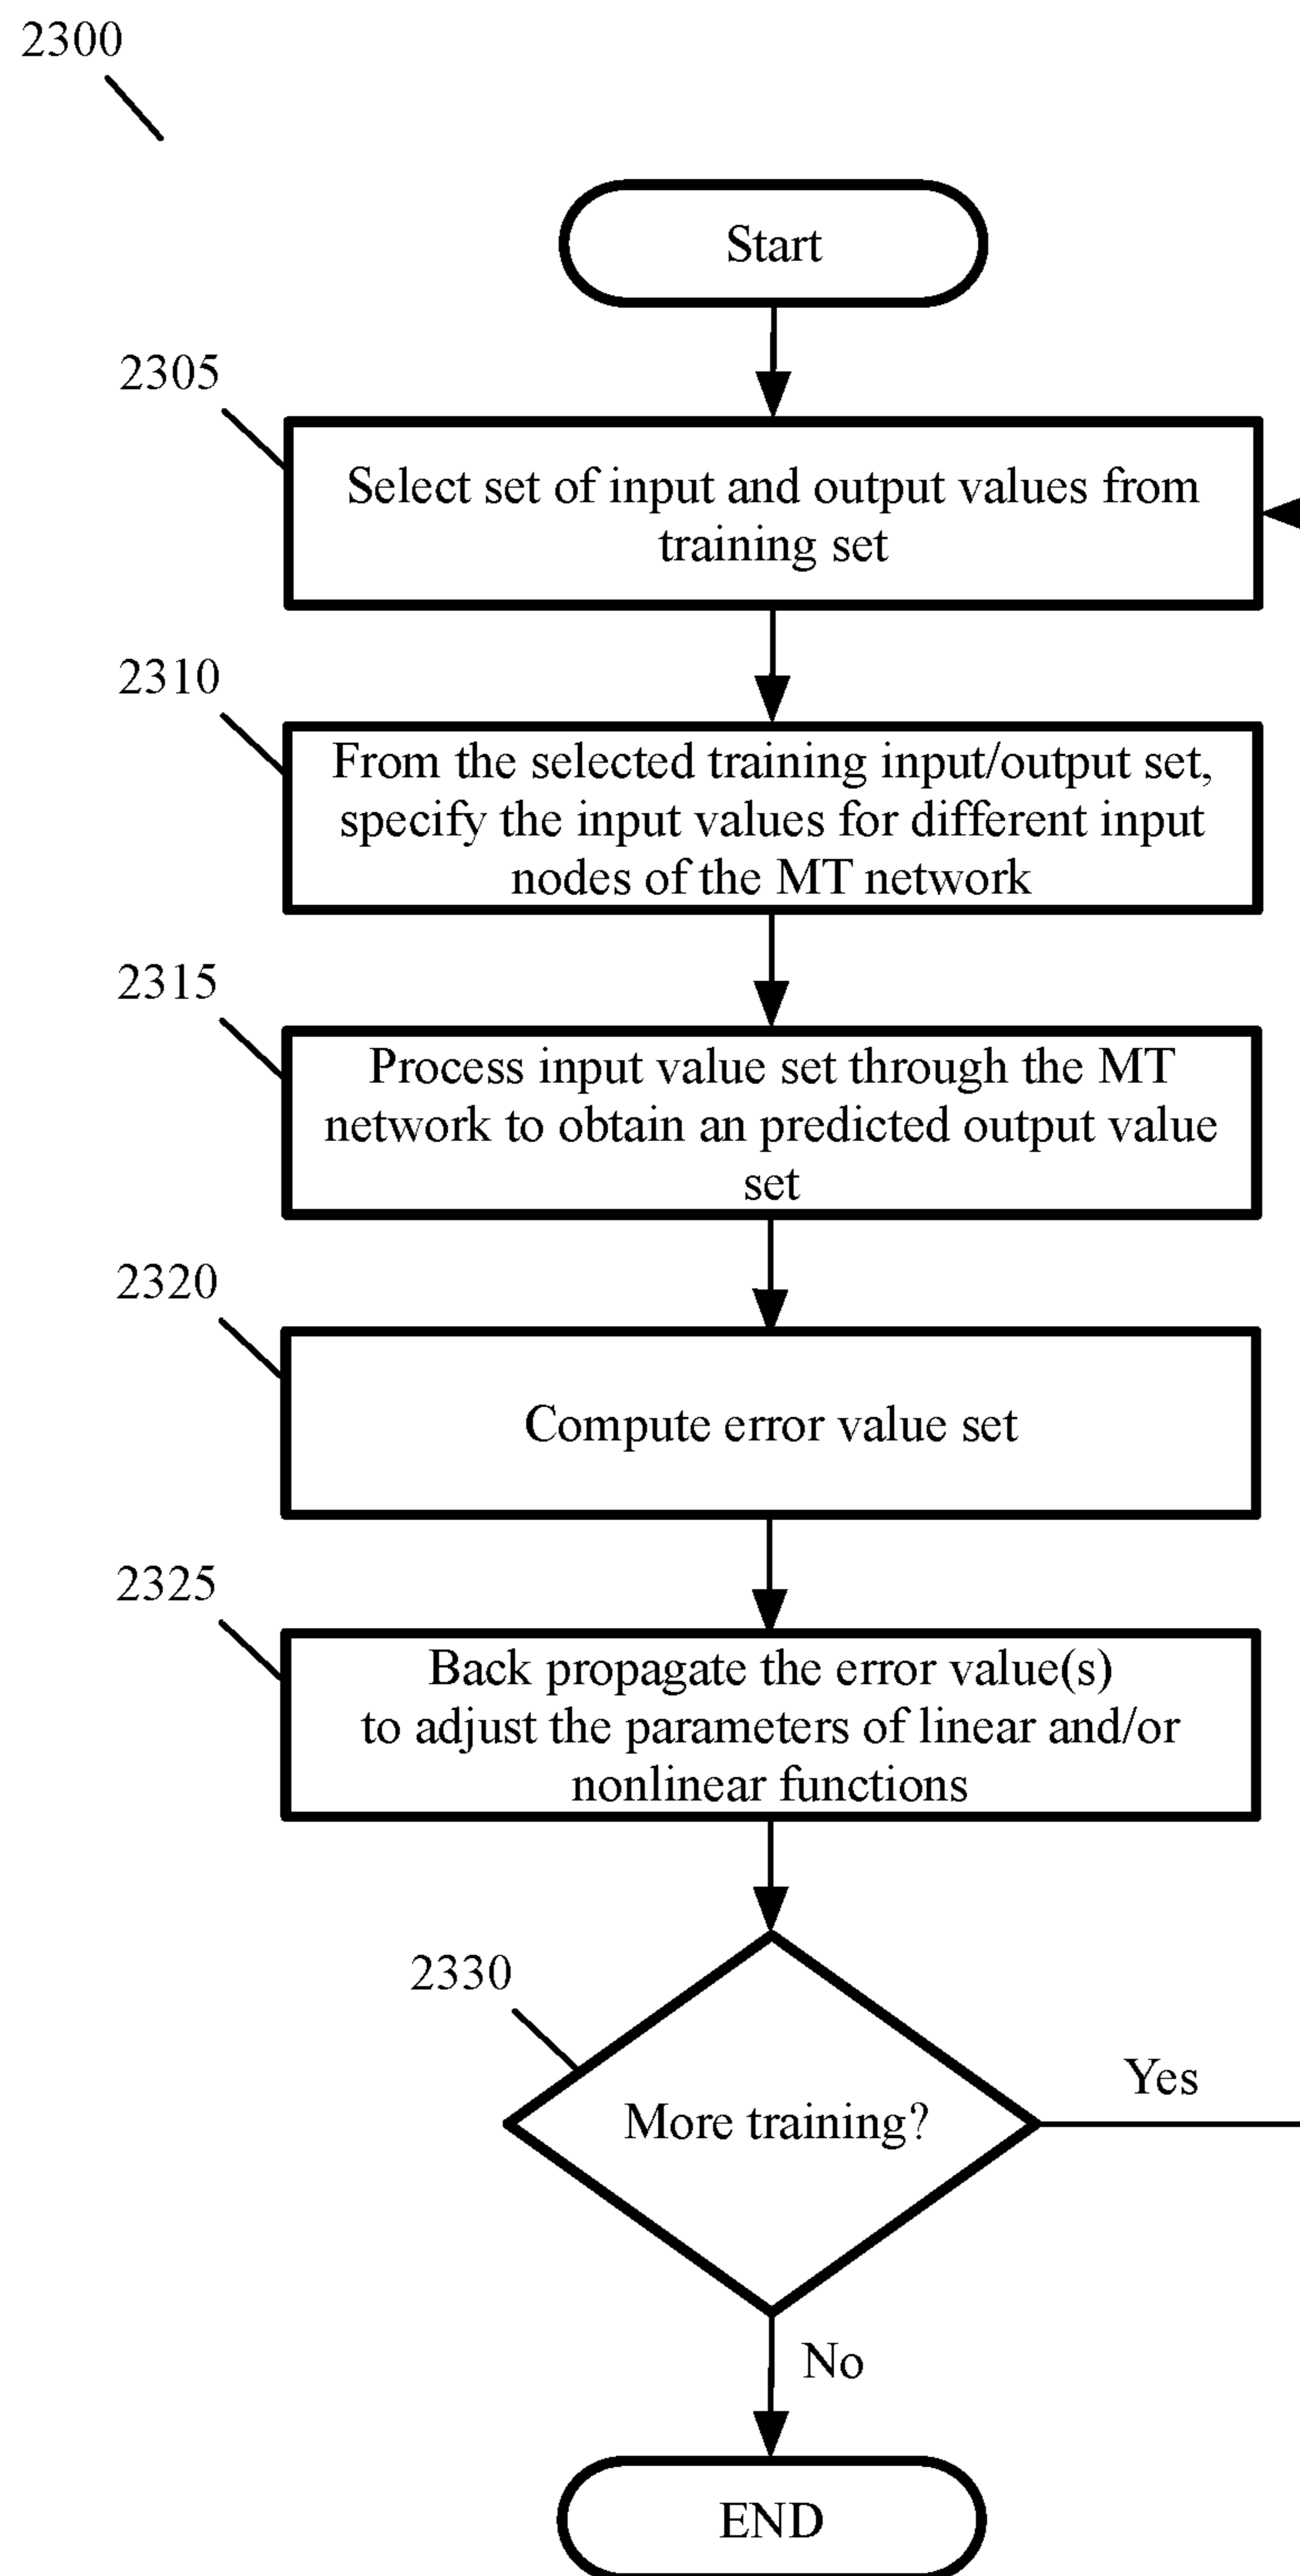 2300
Start
2305
Select set of input and output values from
training set
2310
From the selected training input/output set,
specify the input values for different input
nodes of the MT network
2315
Process input value set through the MT
network to obtain an predicted output value
set
2320
Compute error value set
2325
Back propagate the error value(s)
to adjust the parameters of linear and/or
nonlinear functions
2330
More training?
Yes
No
END